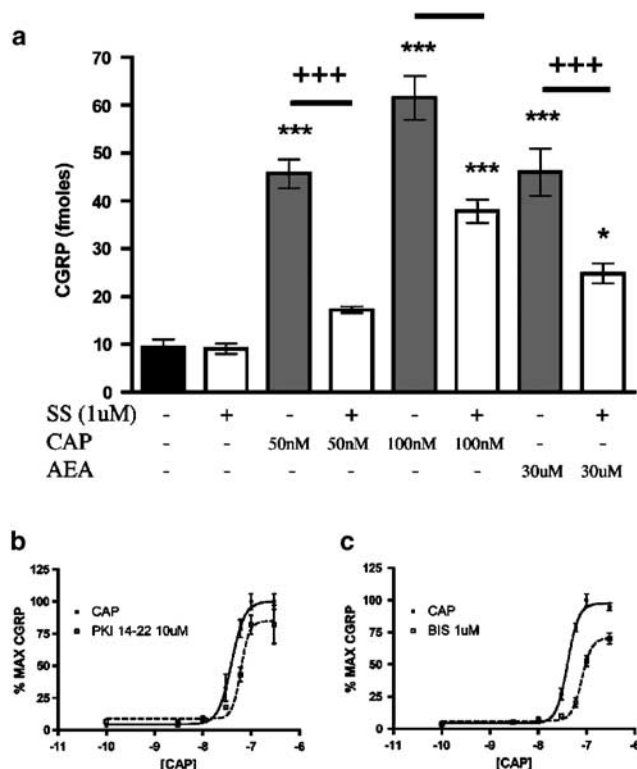 a
+++
+++
***
***
***
***
*
CGRP (fmoles)
70
60
50
40
30
20
10
0
SS (1uM) - + - + - + - +
CAP - - 50nM 50nM 100nM 100nM - -
AEA - - - - - - 30uM 30uM
b
% MAX CGRP
125
100
75
50
25
0
CAP
PKI 14-22 10uM
-11 -10 -9 -8 -7 -6
[CAP]
c
% MAX CGRP
125
100
75
50
25
0
CAP
BIS 1uM
-11 -10 -9 -8 -7 -6
[CAP]